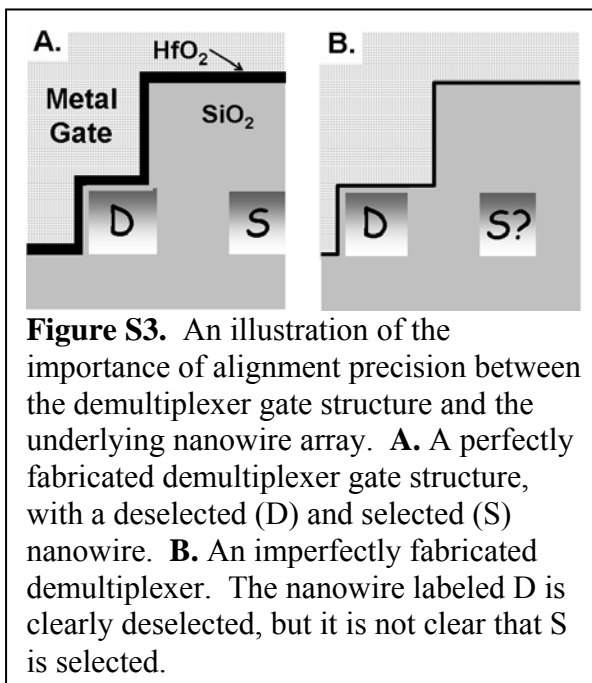 A.
B.
HfO₂
Metal
Gate
SiO₂
D
S
D
S?
Figure S3. An illustration of the
importance of alignment precision between
the demultiplexer gate structure and the
underlying nanowire array. A. A perfectly
fabricated demultiplexer gate structure,
with a deselected (D) and selected (S)
nanowire. B. An imperfectly fabricated
demultiplexer. The nanowire labeled D is
clearly deselected, but it is not clear that S
is selected.